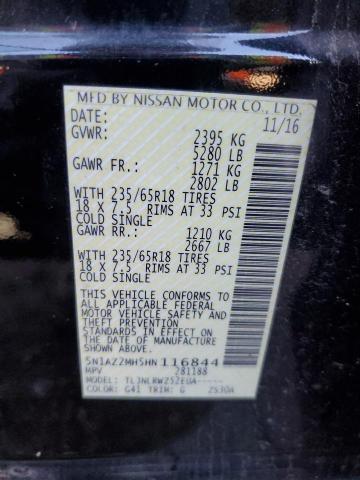 MFD BY NISSAN MOTOR CO., LTD.
DATE: 11/16
GVWR: 2395 KG
5280 LB
GAWR FR.: 1271 KG
2802 LB
WITH 235/65R18 TIRES
18 X 7.5 RIMS AT 33 PSI
COLD SINGLE
GAWR RR.: 1210 KG
2667 LB
WITH 235/65R18 TIRES
18 X 7.5 RIMS AT 33 PSI
COLD SINGLE
THIS VEHICLE CONFORMS TO
ALL APPLICABLE FEDERAL
MOTOR VEHICLE SAFETY AND
THEFT PREVENTION
STANDARDS IN EFFECT ON
THE DATE OF MANUFACTURE
SHOWN ABOVE
5N1AZ2MH5HN116844
MPV 281188
MODEL: TLJNLRWZ52EUA-----
COLOR: G41 TRIM: G 2S30A